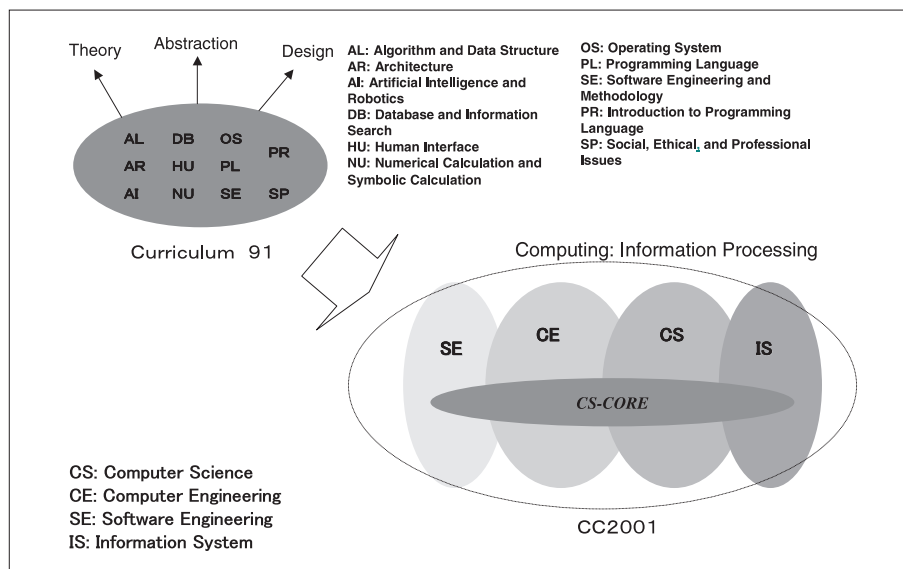 Theory
Abstraction
Design
AL DB OS
PR
AR HU PL
AI NU SE SP
Curriculum 91
AL: Algorithm and Data Structure
AR: Architecture
AI: Artificial Intelligence and
Robotics
DB: Database and Information
Search
HU: Human Interface
NU: Numerical Calculation and
Symbolic Calculation
OS: Operating System
PL: Programming Language
SE: Software Engineering and
Methodology
PR: Introduction to Programming
Language
SP: Social, Ethical, and Professional
Issues
Computing: Information Processing
SE
CE
CS
IS
CS-CORE
CC2001
CS: Computer Science
CE: Computer Engineering
SE: Software Engineering
IS: Information System